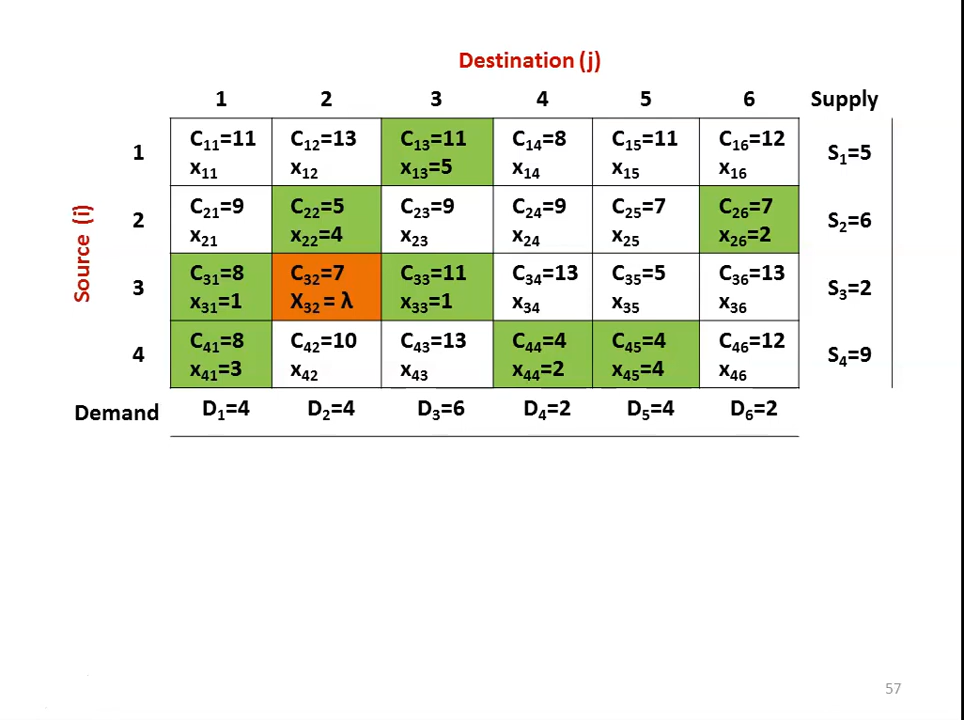 Destination (j)
1 2 3 4 5 6 Supply
C11=11 C12=13 C13=11 C14=8 C15=11 C16=12
1 S1=5
x11 x12 x13=5 x14 x15 x16
C21=9 C22=5 C23=9 C24=9 C25=7 C26=7
2 S2=6
x21 x22=4 x23 x24 x25 x26=2
Source (i)
C31=8 C32=7 C33=11 C34=13 C35=5 C36=13
3 S3=2
x31=1 X32 = λ x33=1 x34 x35 x36
C41=8 C42=10 C43=13 C44=4 C45=4 C46=12
4 S4=9
x41=3 x42 x43 x44=2 x45=4 x46
Demand D1=4 D2=4 D3=6 D4=2 D5=4 D6=2
57